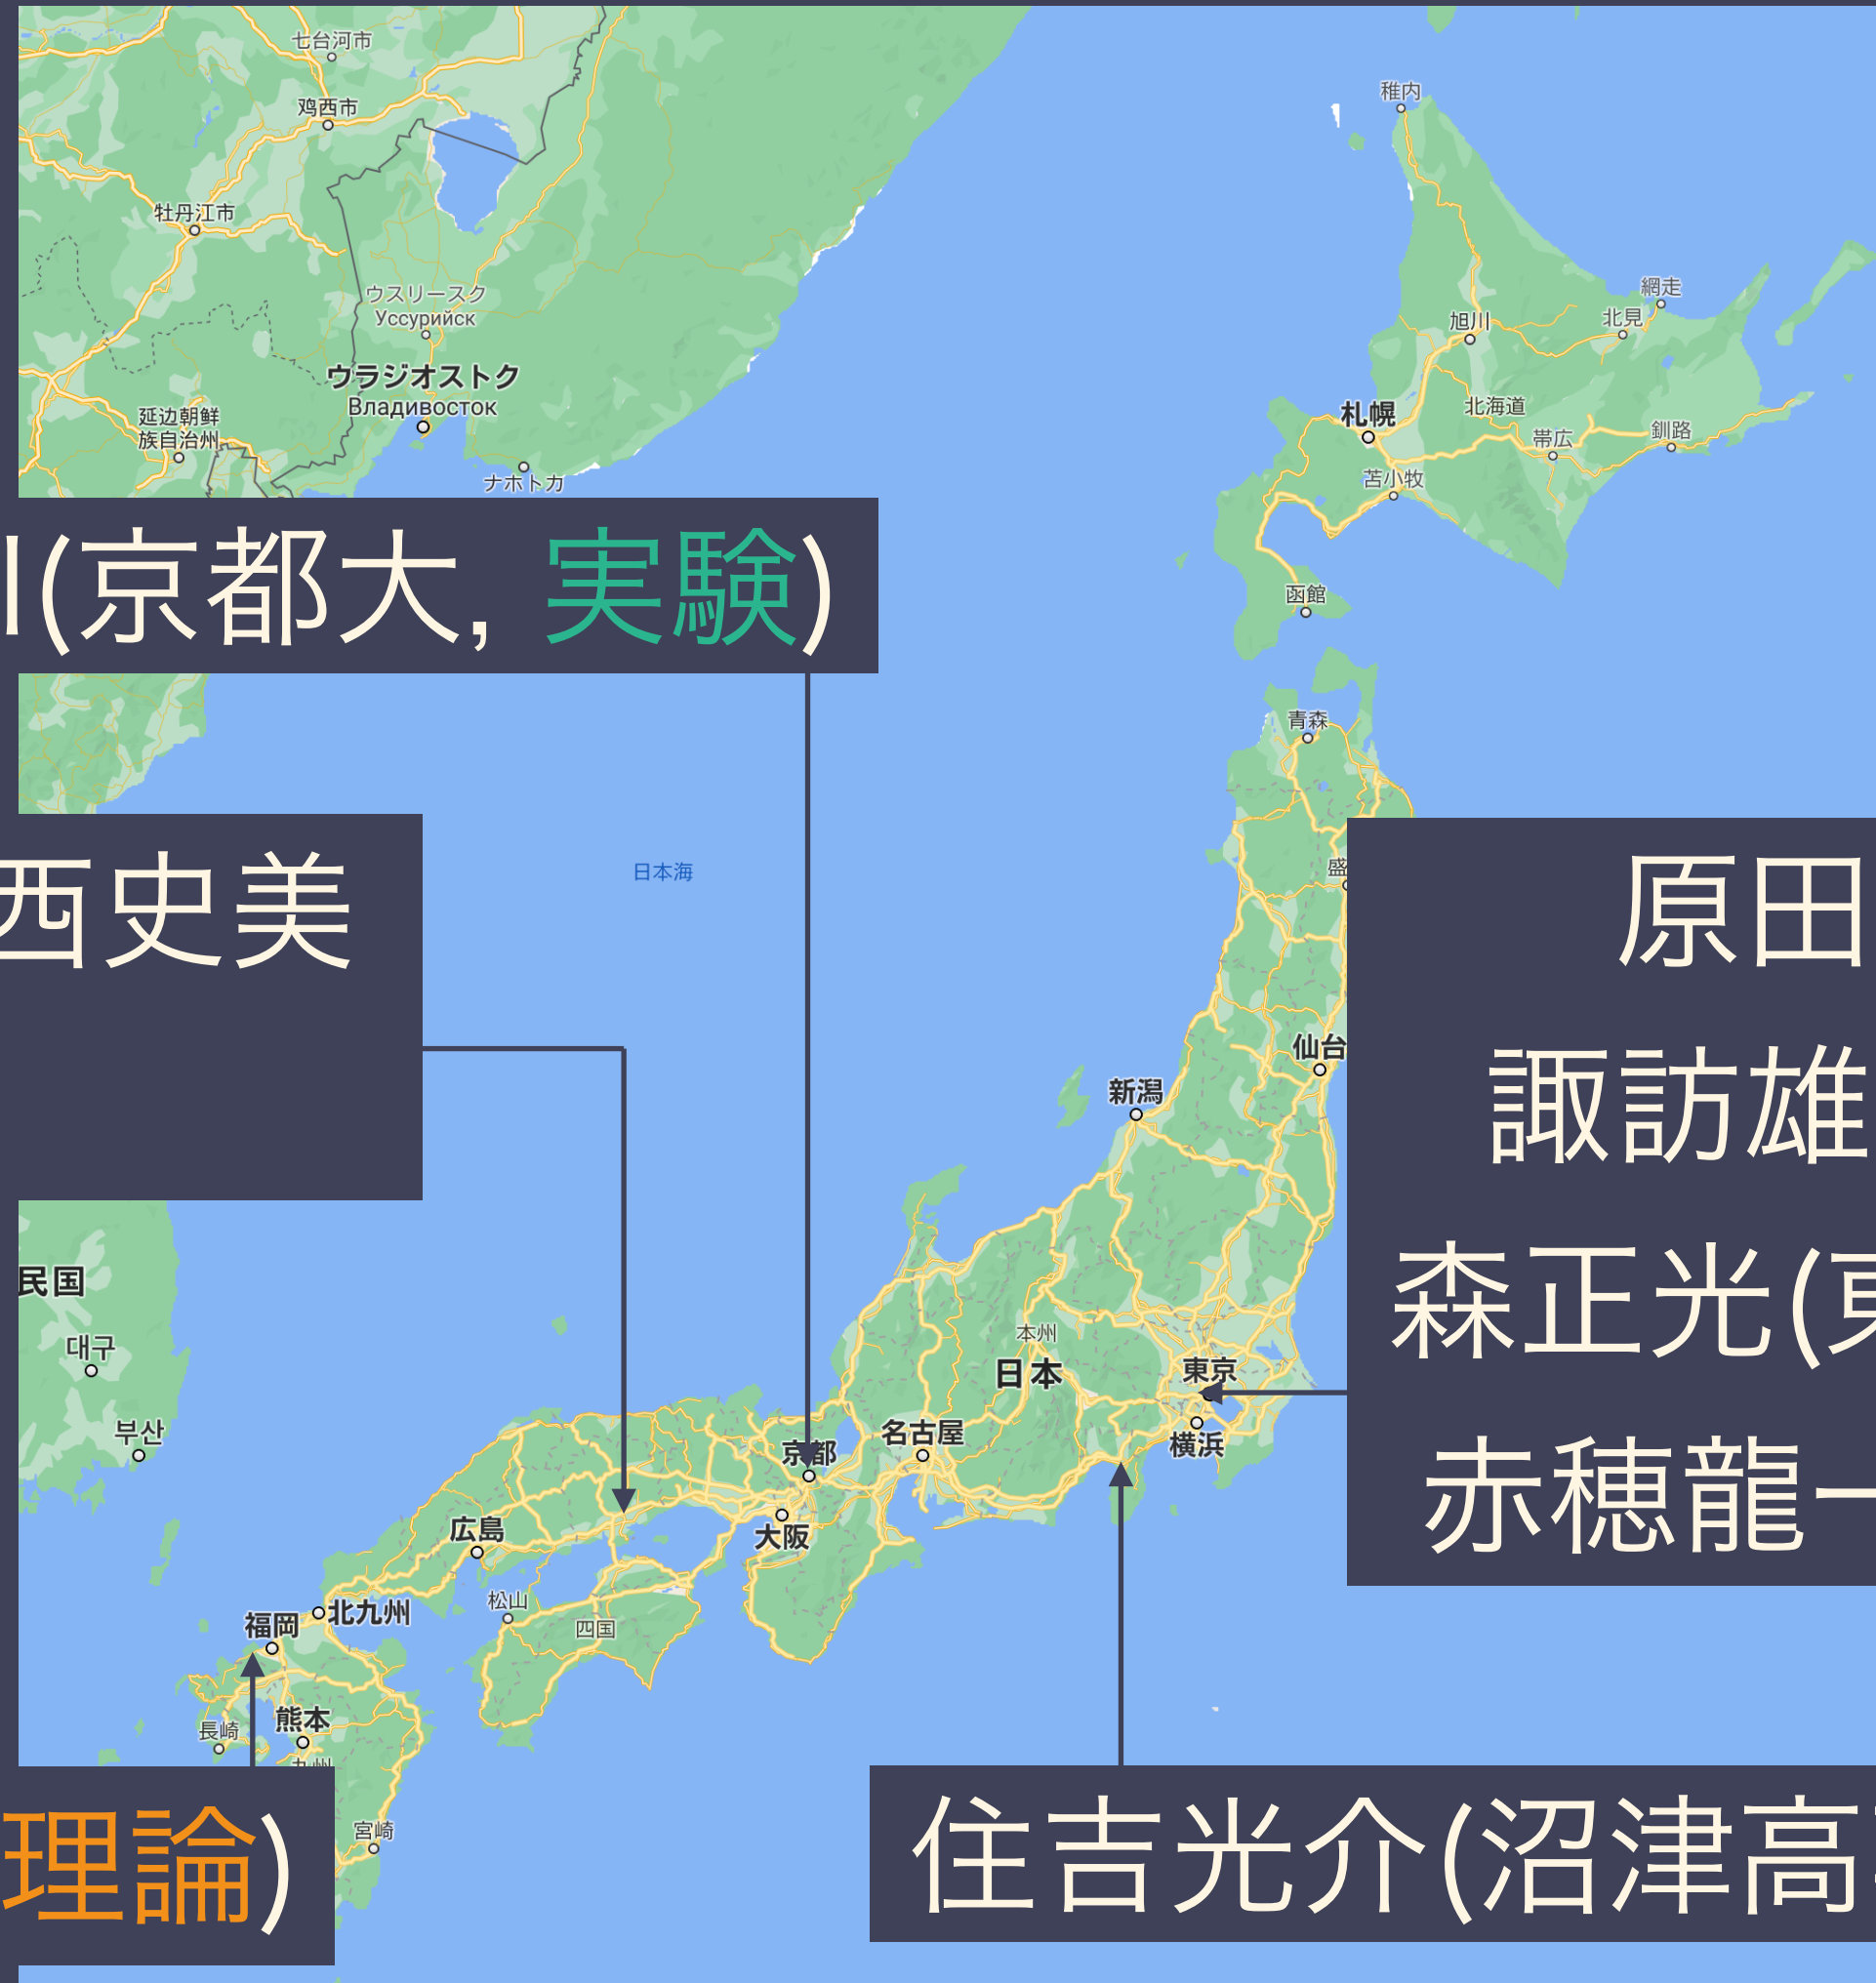 七台河市
鸡西市
稚内
牡丹江市
ウスリースク
Уссурийск
網走
北見
旭川
ウラジオストク
Владивосток
延边朝鲜
族自治州
札幌
北海道
帯広
釧路
苫小牧
ナホトカ
(京都大, 実験)
函館
青森
日本海
西史美
盛
原田
諏訪雄
仙台
新潟
森正光(
民国
대구
本州
日本
東京
부산
名古屋
横浜
京都
赤穂龍一
広島
大阪
松山
北九州
福岡
四国
熊本
長崎
九州
宮崎
理論)
住吉光介(沼津高